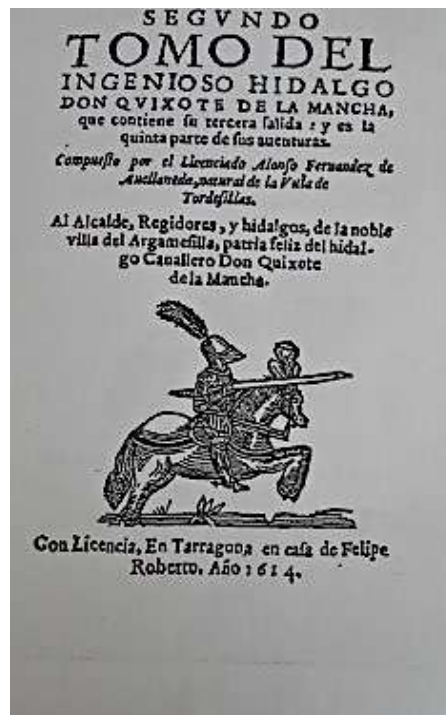 SEGVNDO
TOMO DEL
INGENIOSO HIDALGO
DON QVIXOTE DE LA MANCHA,
que contiene su tercera salida : y es la
quinta parte de sus auenturas.
Compuesto por el Licenciado Alonso Fernandez de
Auellaneda, natural de la Villa de
Tordesillas.
Al Alcalde, Regidores, y hidalgos, de la noble
villa del Argamesilla, patria feliz del hidal-
go Cauallero Don Quixote
de la Mancha.
Con Licencia, En Tarragona en casa de Felipe
Roberto, Año 1614.